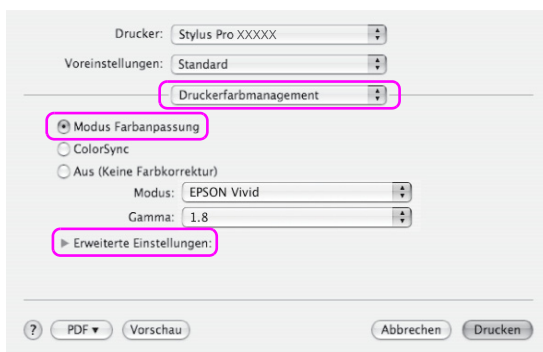 Drucker: Stylus Pro XXXXX
Voreinstellungen: Standard
Druckerfarbmanagement
Modus Farbanpassung
ColorSync
Aus (Keine Farbkorrektur)
Modus: EPSON Vivid
Gamma: 1.8
Erweiterte Einstellungen:
? PDF Vorschau Abbrechen Drucken